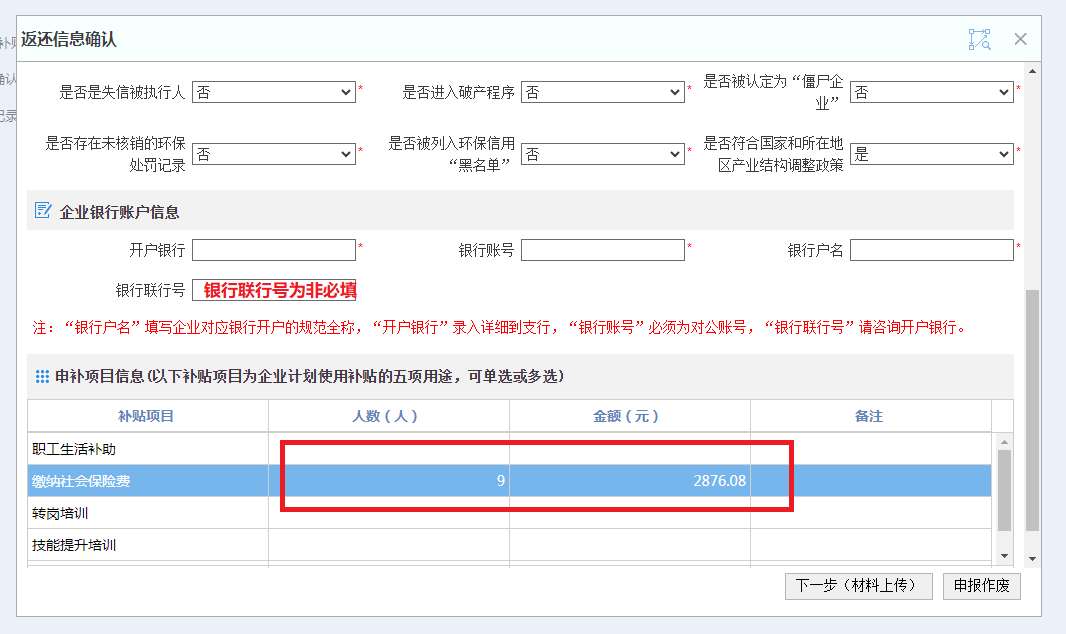 返还信息确认
是否是失信被执行人 否 * 是否进入破产程序 否 * 是否被认定为“僵尸企业” 否 *
是否存在未核销的环保处罚记录 否 * 是否被列入环保信用“黑名单” 否 * 是否符合国家和所在地区产业结构调整政策 是 *
企业银行账户信息
开户银行 * 银行账号 * 银行户名 *
银行联行号 银行联行号为非必填
注：“银行户名”填写企业对应银行开户的规范全称，“开户银行”录入详细到支行，“银行账号”必须为对公账号，“银行联行号”请咨询开户银行。
申补项目信息(以下补贴项目为企业计划使用补贴的五项用途，可单选或多选)
补贴项目 人数（人） 金额（元） 备注
职工生活补助
缴纳社会保险费 9 2876.08
转岗培训
技能提升培训
下一步（材料上传） 申报作废